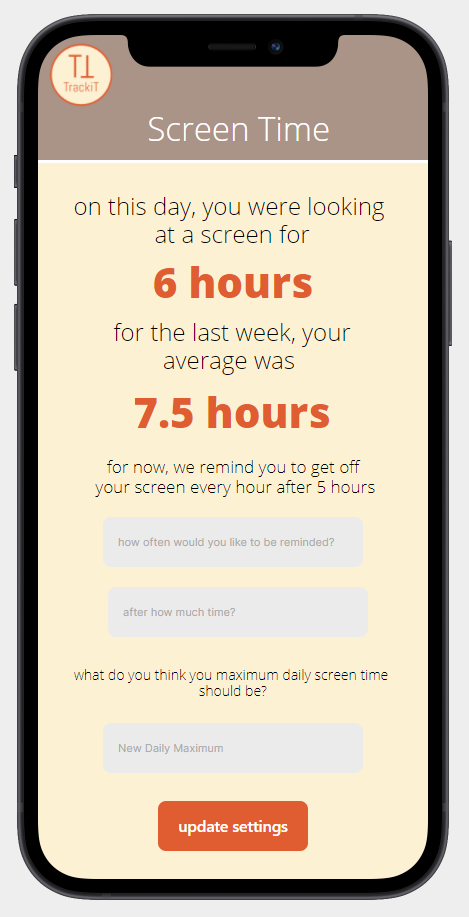 TT
TrackiT
Screen Time
on this day, you were looking
at a screen for
6 hours
for the last week, your
average was
7.5 hours
for now, we remind you to get off
your screen every hour after 5 hours
how often would you like to be reminded?
after how much time?
what do you think you maximum daily screen time
should be?
New Daily Maximum
update settings